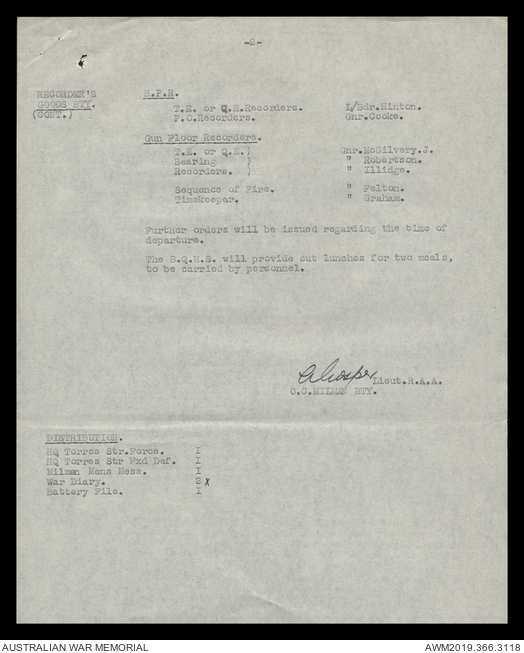 -2-
RECORDER'S
GOODS BTY.
(CONT.)
B.P.R.
T.E. or Q.E.Recorders. L/Bdr.Hinton.
P.O.Recorders. Gnr.Cooke.
Gun Floor Recorders.
T.E. or Q.E.) Gnr.McGilvery.J.
Bearing ) " Robertson.
Recorders. ) " Illidge.
Sequence of Fire. " Felton.
Timekeeper. " Graham.
Further orders will be issued regarding the time of
departure.
The B.Q.M.S. will provide cut lunches for two meals,
to be carried by personnel.
Lieut.R.A.A.
O.C.MILMAN BTY.
DISTRIBUTION.
HQ Torres Str.Force. I
HQ Torres Str Fxd Def. I
Milman Mens Mess. I
War Diary. 2 x
Battery File. I
AUSTRALIAN WAR MEMORIAL AWM2019.366.3118